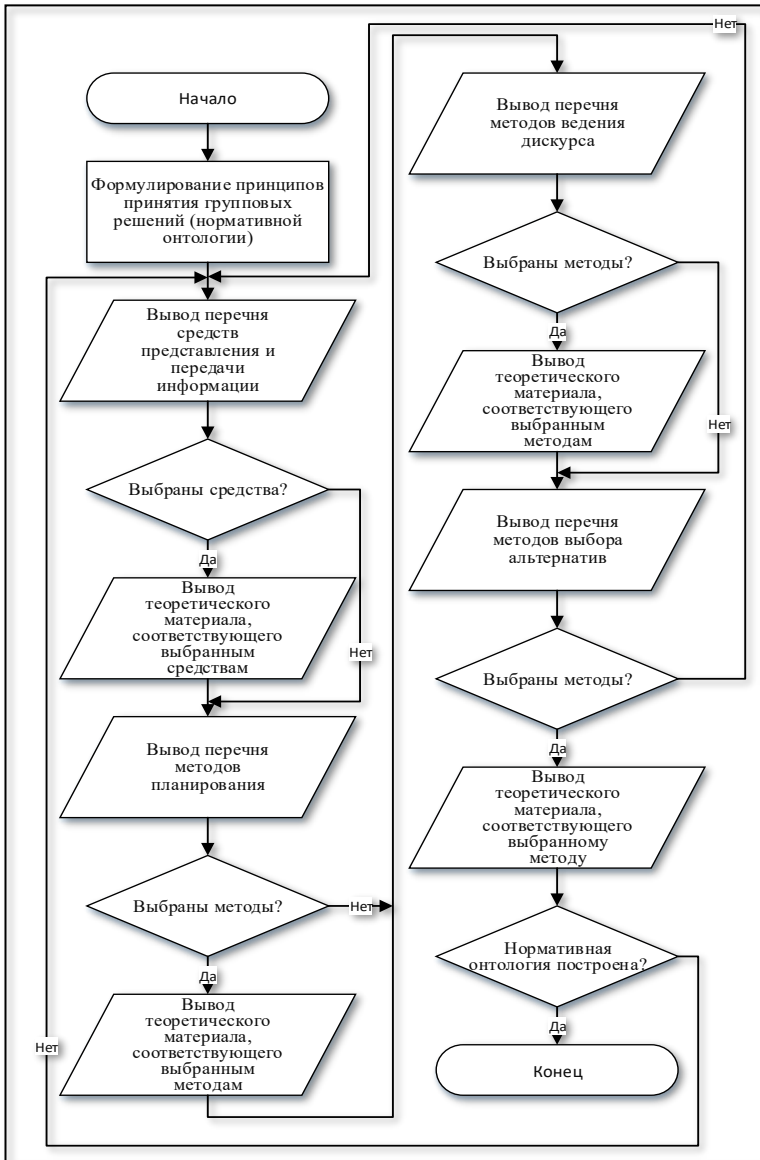 Начало
Формулирование принципов
принятия групповых
решений (нормативной
онтологии)
Вывод перечня
средств
представления и
передачи
информации
Выбраны средства?
Да
Нет
Вывод
теоретического
материала,
соответствующего
выбранным
средствам
Вывод перечня
методов
планирования
Выбраны методы?
Нет
Да
Вывод
теоретического
материала,
соответствующего
выбранным
методам
Нет
Нет
Вывод перечня
методов ведения
дискурса
Выбраны методы?
Да
Нет
Вывод
теоретического
материала,
соответствующего
выбранным
методам
Вывод перечня
методов выбора
альтернатив
Выбраны методы?
Да
Вывод
теоретического
материала,
соответствующего
выбранному
методу
Нормативная
онтология построена?
Да
Конец